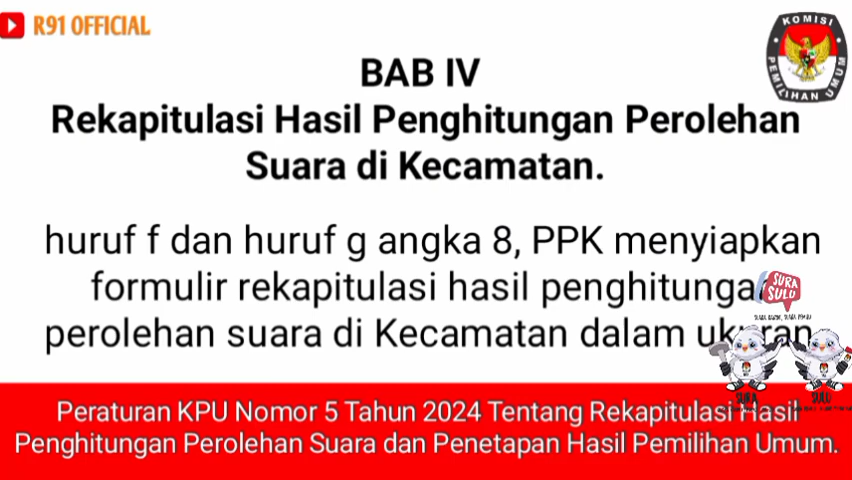 R91 OFFICIAL
KOMISI
PEMILIHAN UMUM
BAB IV
Rekapitulasi Hasil Penghitungan Perolehan
Suara di Kecamatan.
huruf f dan huruf g angka 8, PPK menyiapkan
formulir rekapitulasi hasil penghitungan
perolehan suara di Kecamatan dalam ukuran
SURA
SULU
SURA SULU
Peraturan KPU Nomor 5 Tahun 2024 Tentang Rekapitulasi Hasil
Penghitungan Perolehan Suara dan Penetapan Hasil Pemilihan Umum.